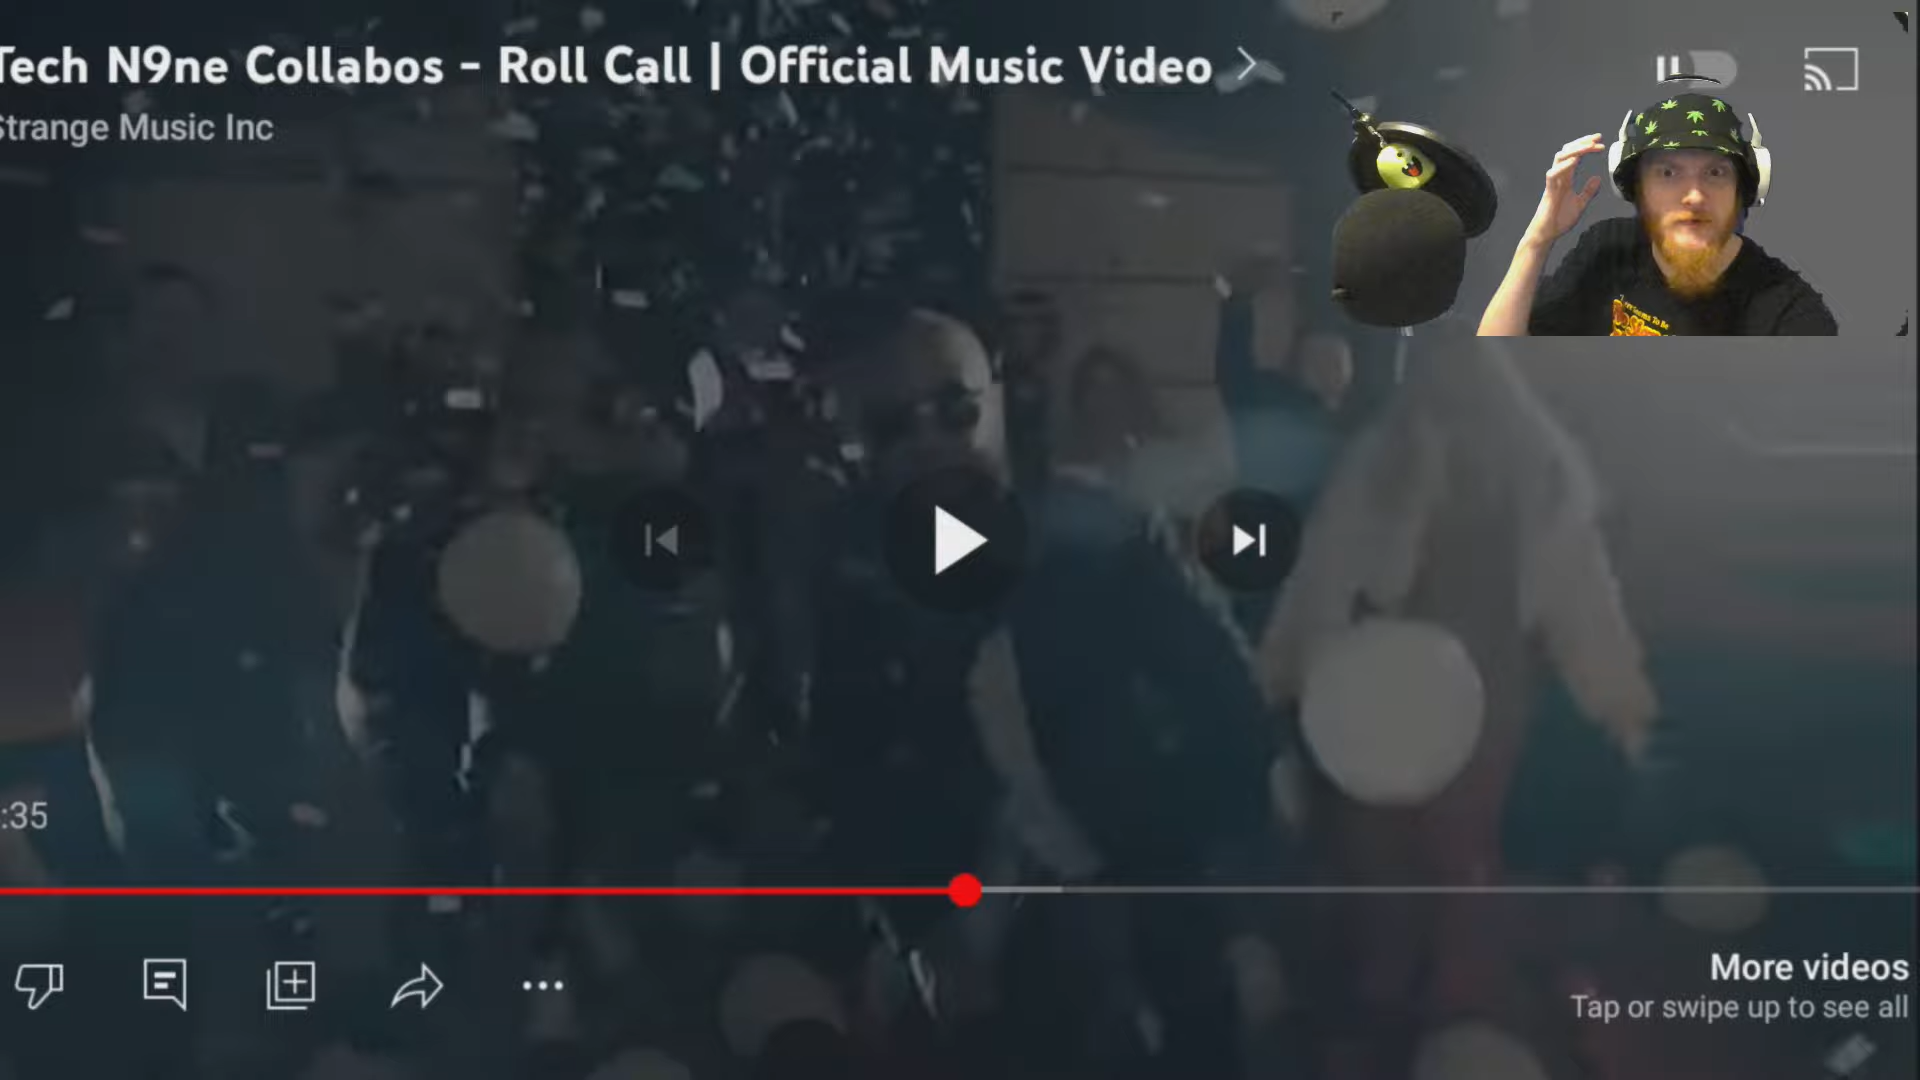 Tech N9ne Collabos - Roll Call | Official Music Video
Strange Music Inc
:35
More videos
Tap or swipe up to see all